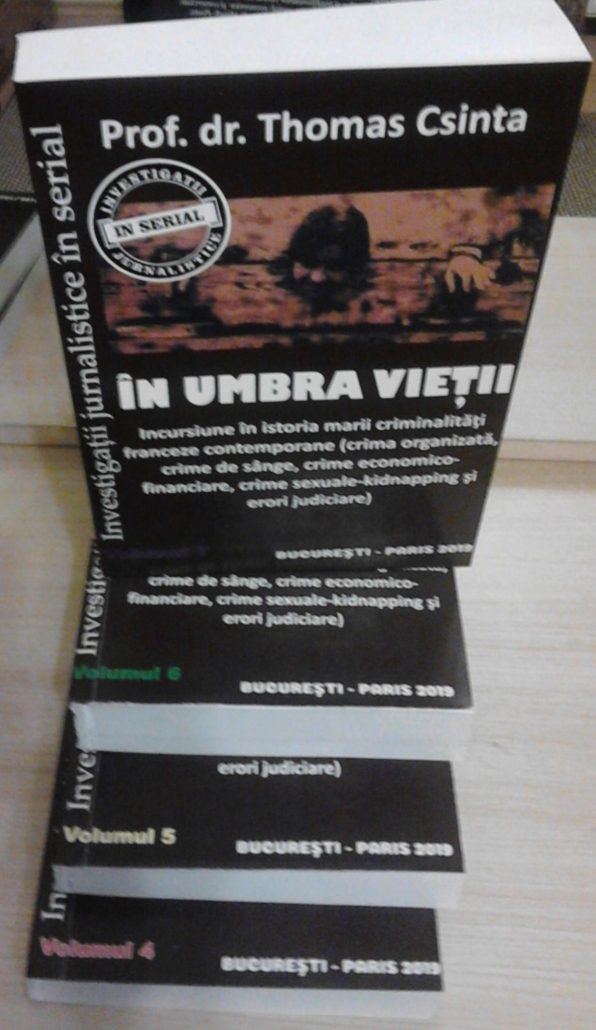 Prof. dr. Thomas Csinta
Investigații jurnalistice în serial
INVESTIGAȚII
IN SERIAL
JURNALISTICE
ÎN UMBRA VIEȚII
Incursiune în istoria marii criminalități
franceze contemporane (crima organizată,
crime de sânge, crime economico-
financiare, crime sexuale-kidnapping și
erori judiciare)
BUCUREȘTI - PARIS 2019
crime de sânge, crime economico-
financiare, crime sexuale-kidnapping și
erori judiciare)
Volumul 6
BUCUREȘTI - PARIS 2019
erori judiciare)
Volumul 5
BUCUREȘTI - PARIS 2019
Volumul 4
BUCUREȘTI - PARIS 2019